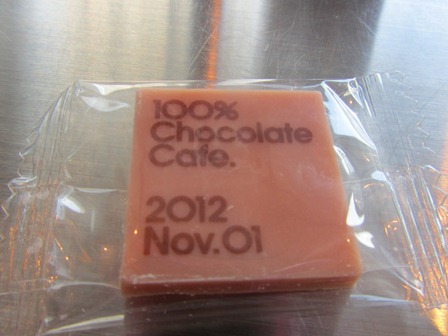 100%
Chocolate
Cafe.
2012
Nov.01